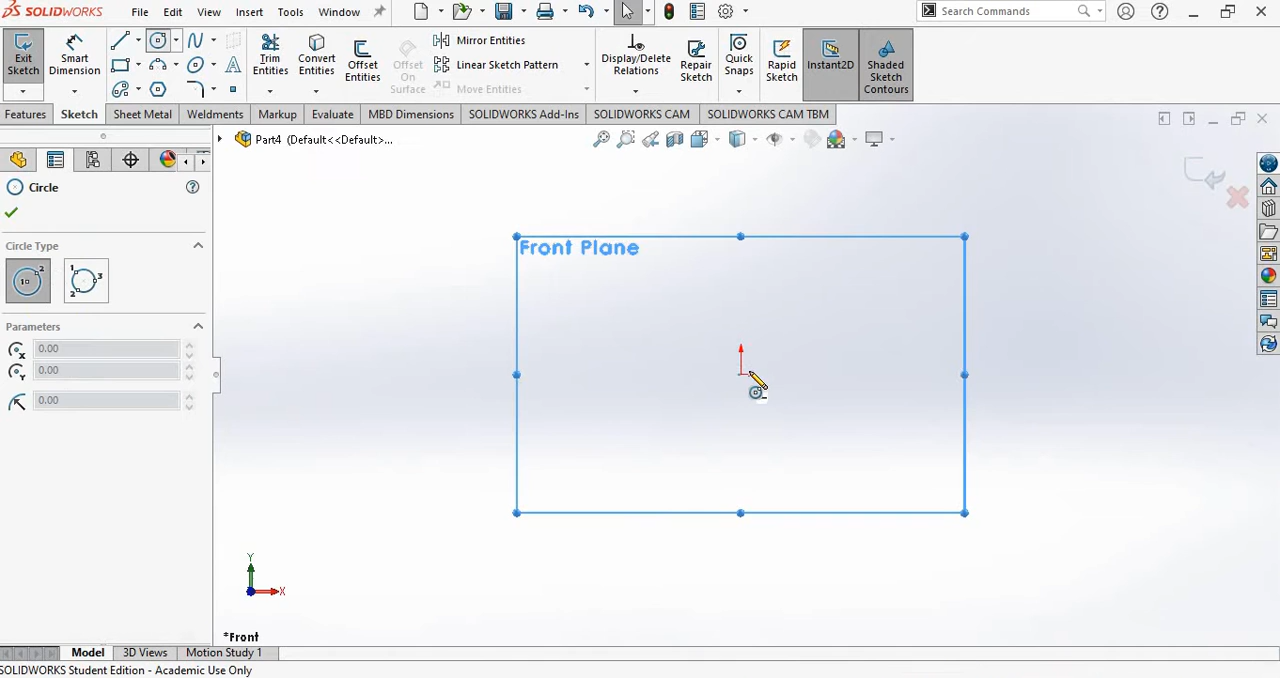 SOLIDWORKS File Edit View Insert Tools Window
Search Commands
Exit Sketch
Smart Dimension
Trim Entities
Convert Entities
Offset Entities
Offset On Surface
Mirror Entities
Linear Sketch Pattern
Move Entities
Display/Delete Relations
Repair Sketch
Quick Snaps
Rapid Sketch
Instant2D
Shaded Sketch Contours
Features Sketch Sheet Metal Weldments Markup Evaluate MBD Dimensions SOLIDWORKS Add-Ins SOLIDWORKS CAM SOLIDWORKS CAM TBM
Part4 (Default<<Default>...
Circle
Circle Type
Parameters
0.00
0.00
0.00
Front Plane
Y
X
*Front
Model 3D Views Motion Study 1
SOLIDWORKS Student Edition - Academic Use Only